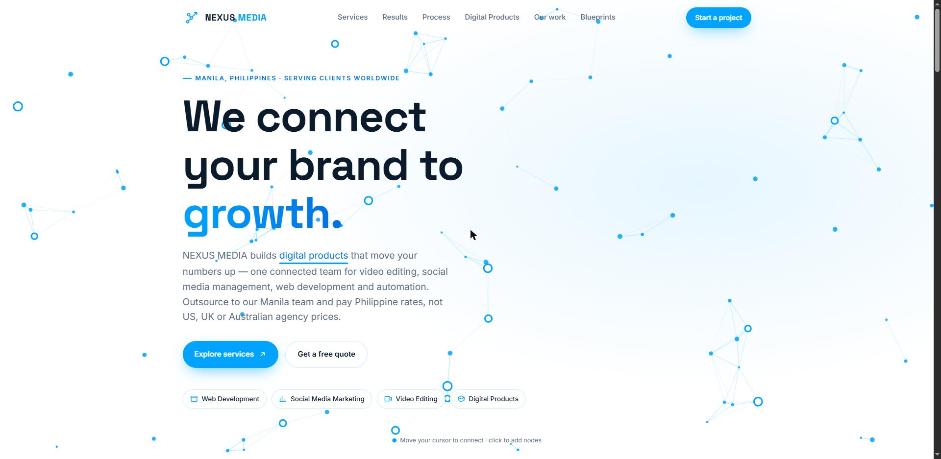 NEXUS MEDIA
Services Results Process Digital Products Our work Blueprints
Start a project
MANILA, PHILIPPINES · SERVING CLIENTS WORLDWIDE
We connect
your brand to
growth.
NEXUS MEDIA builds digital products that move your
numbers up — one connected team for video editing, social
media management, web development and automation.
Outsource to our Manila team and pay Philippine rates, not
US, UK or Australian agency prices.
Explore services ↗ Get a free quote
Web Development Social Media Marketing Video Editing Digital Products
Move your cursor to connect · click to add nodes